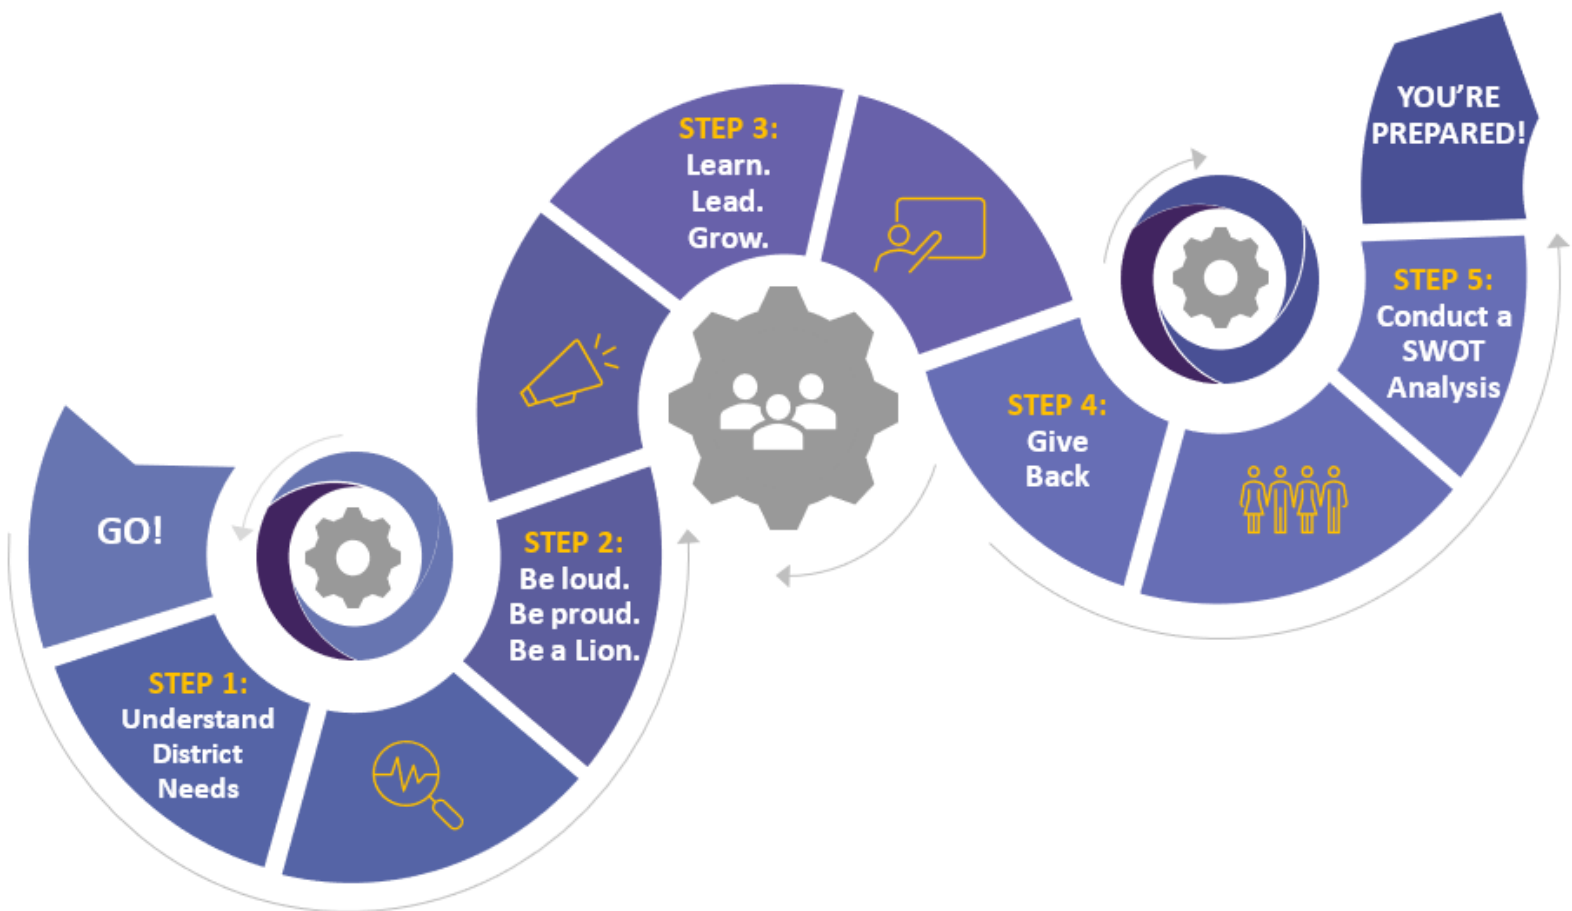 GO!
STEP 1:
Understand
District
Needs
STEP 2:
Be loud.
Be proud.
Be a Lion.
STEP 3:
Learn.
Lead.
Grow.
STEP 4:
Give
Back
STEP 5:
Conduct a
SWOT
Analysis
YOU'RE
PREPARED!